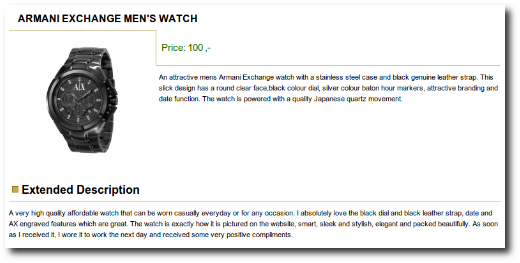 ARMANI EXCHANGE MEN'S WATCH
Price: 100 ,-
A|X
An attractive mens Armani Exchange watch with a stainless steel case and black genuine leather strap. This
slick design has a round clear face,black colour dial, silver colour baton hour markers, attractive branding and
date function. The watch is powered with a quality Japanese quartz movement.
Extended Description
A very high quality affordable watch that can be worn casually everyday or for any occasion. I absolutely love the black dial and black leather strap, date and
AX engraved features which are great. The watch is exactly how it is pictured on the website, smart, sleek and stylish, elegant and packed beautifully. As soon
as I received it, I wore it to work the next day and received some very positive compliments.